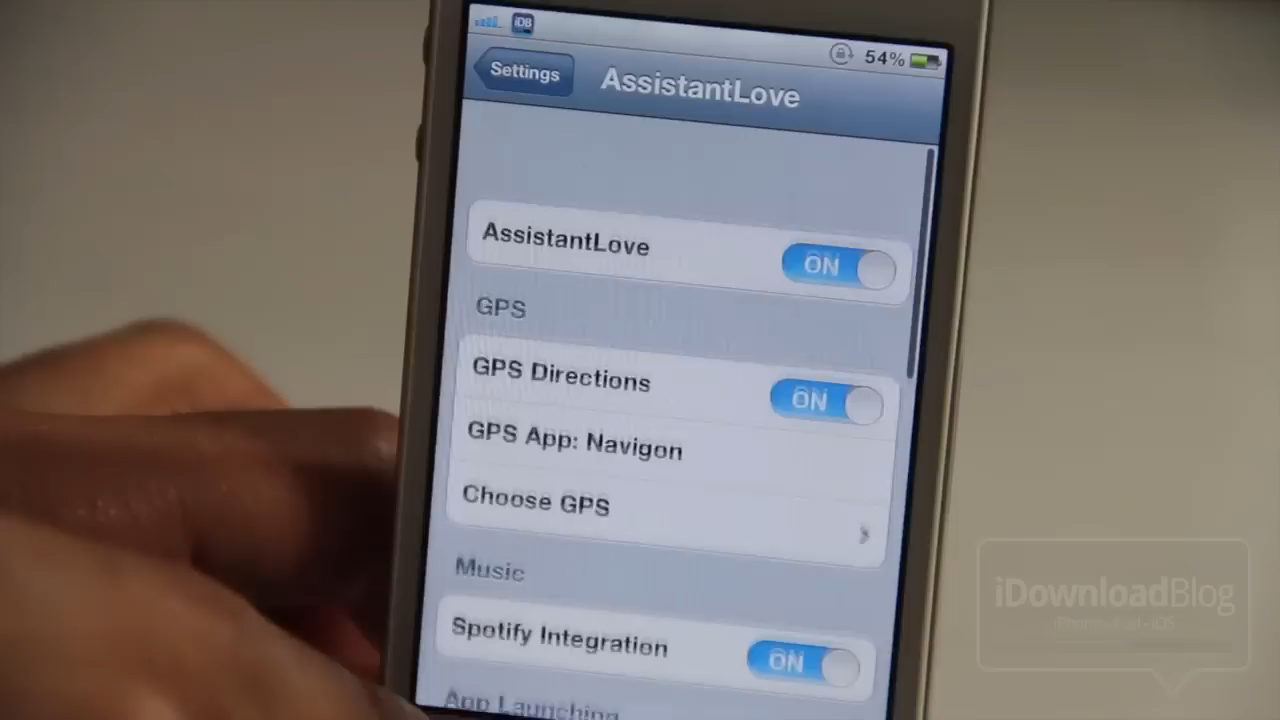 iDB
54%
Settings
AssistantLove
AssistantLove
ON
GPS
GPS Directions
ON
GPS App: Navigon
Choose GPS
Music
Spotify Integration
ON
App Launching
iDownloadBlog